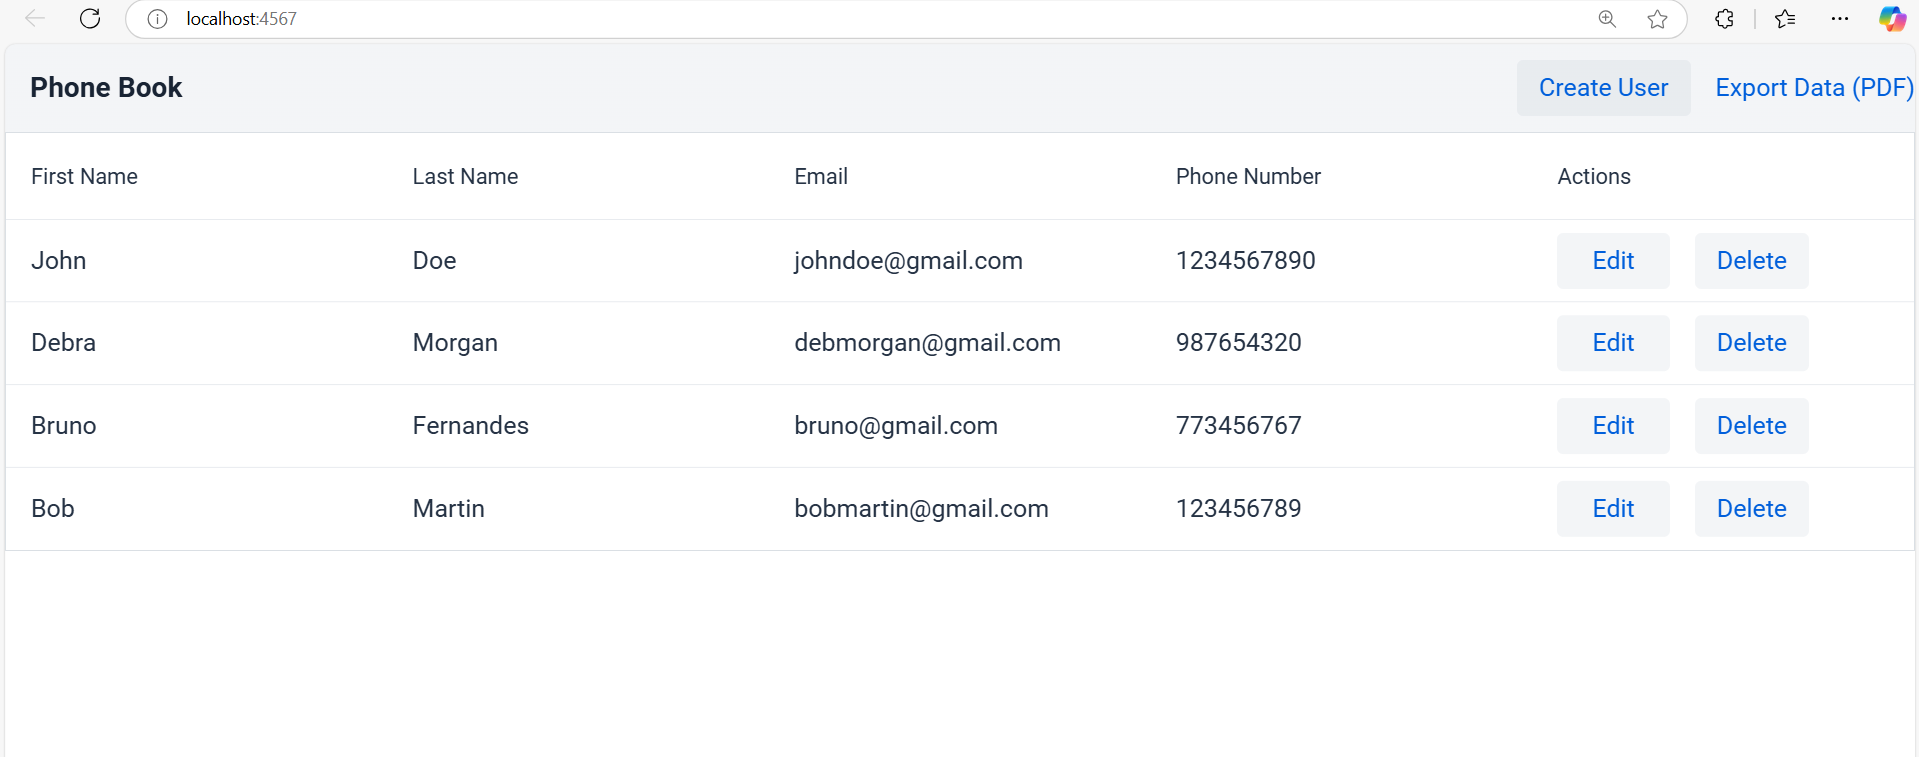 localhost:4567
Phone Book Create User Export Data (PDF)
First Name Last Name Email Phone Number Actions
John Doe johndoe@gmail.com 1234567890 Edit Delete
Debra Morgan debmorgan@gmail.com 987654320 Edit Delete
Bruno Fernandes bruno@gmail.com 773456767 Edit Delete
Bob Martin bobmartin@gmail.com 123456789 Edit Delete